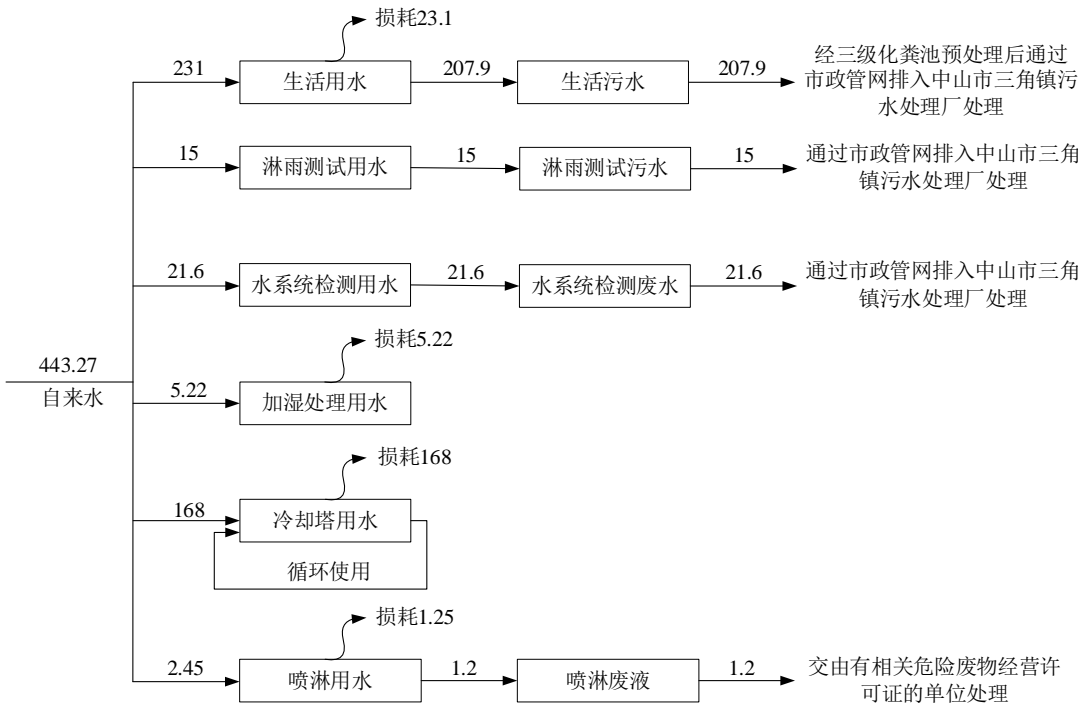 损耗23.1
231
生活用水
207.9
生活污水
207.9
经三级化粪池预处理后通过
市政管网排入中山市三角镇污
水处理厂处理
15
淋雨测试用水
15
淋雨测试污水
15
通过市政管网排入中山市三角
镇污水处理厂处理
21.6
水系统检测用水
21.6
水系统检测废水
21.6
通过市政管网排入中山市三角
镇污水处理厂处理
损耗5.22
443.27
自来水
5.22
加湿处理用水
损耗168
168
冷却塔用水
循环使用
损耗1.25
2.45
喷淋用水
1.2
喷淋废液
1.2
交由有相关危险废物经营许
可证的单位处理